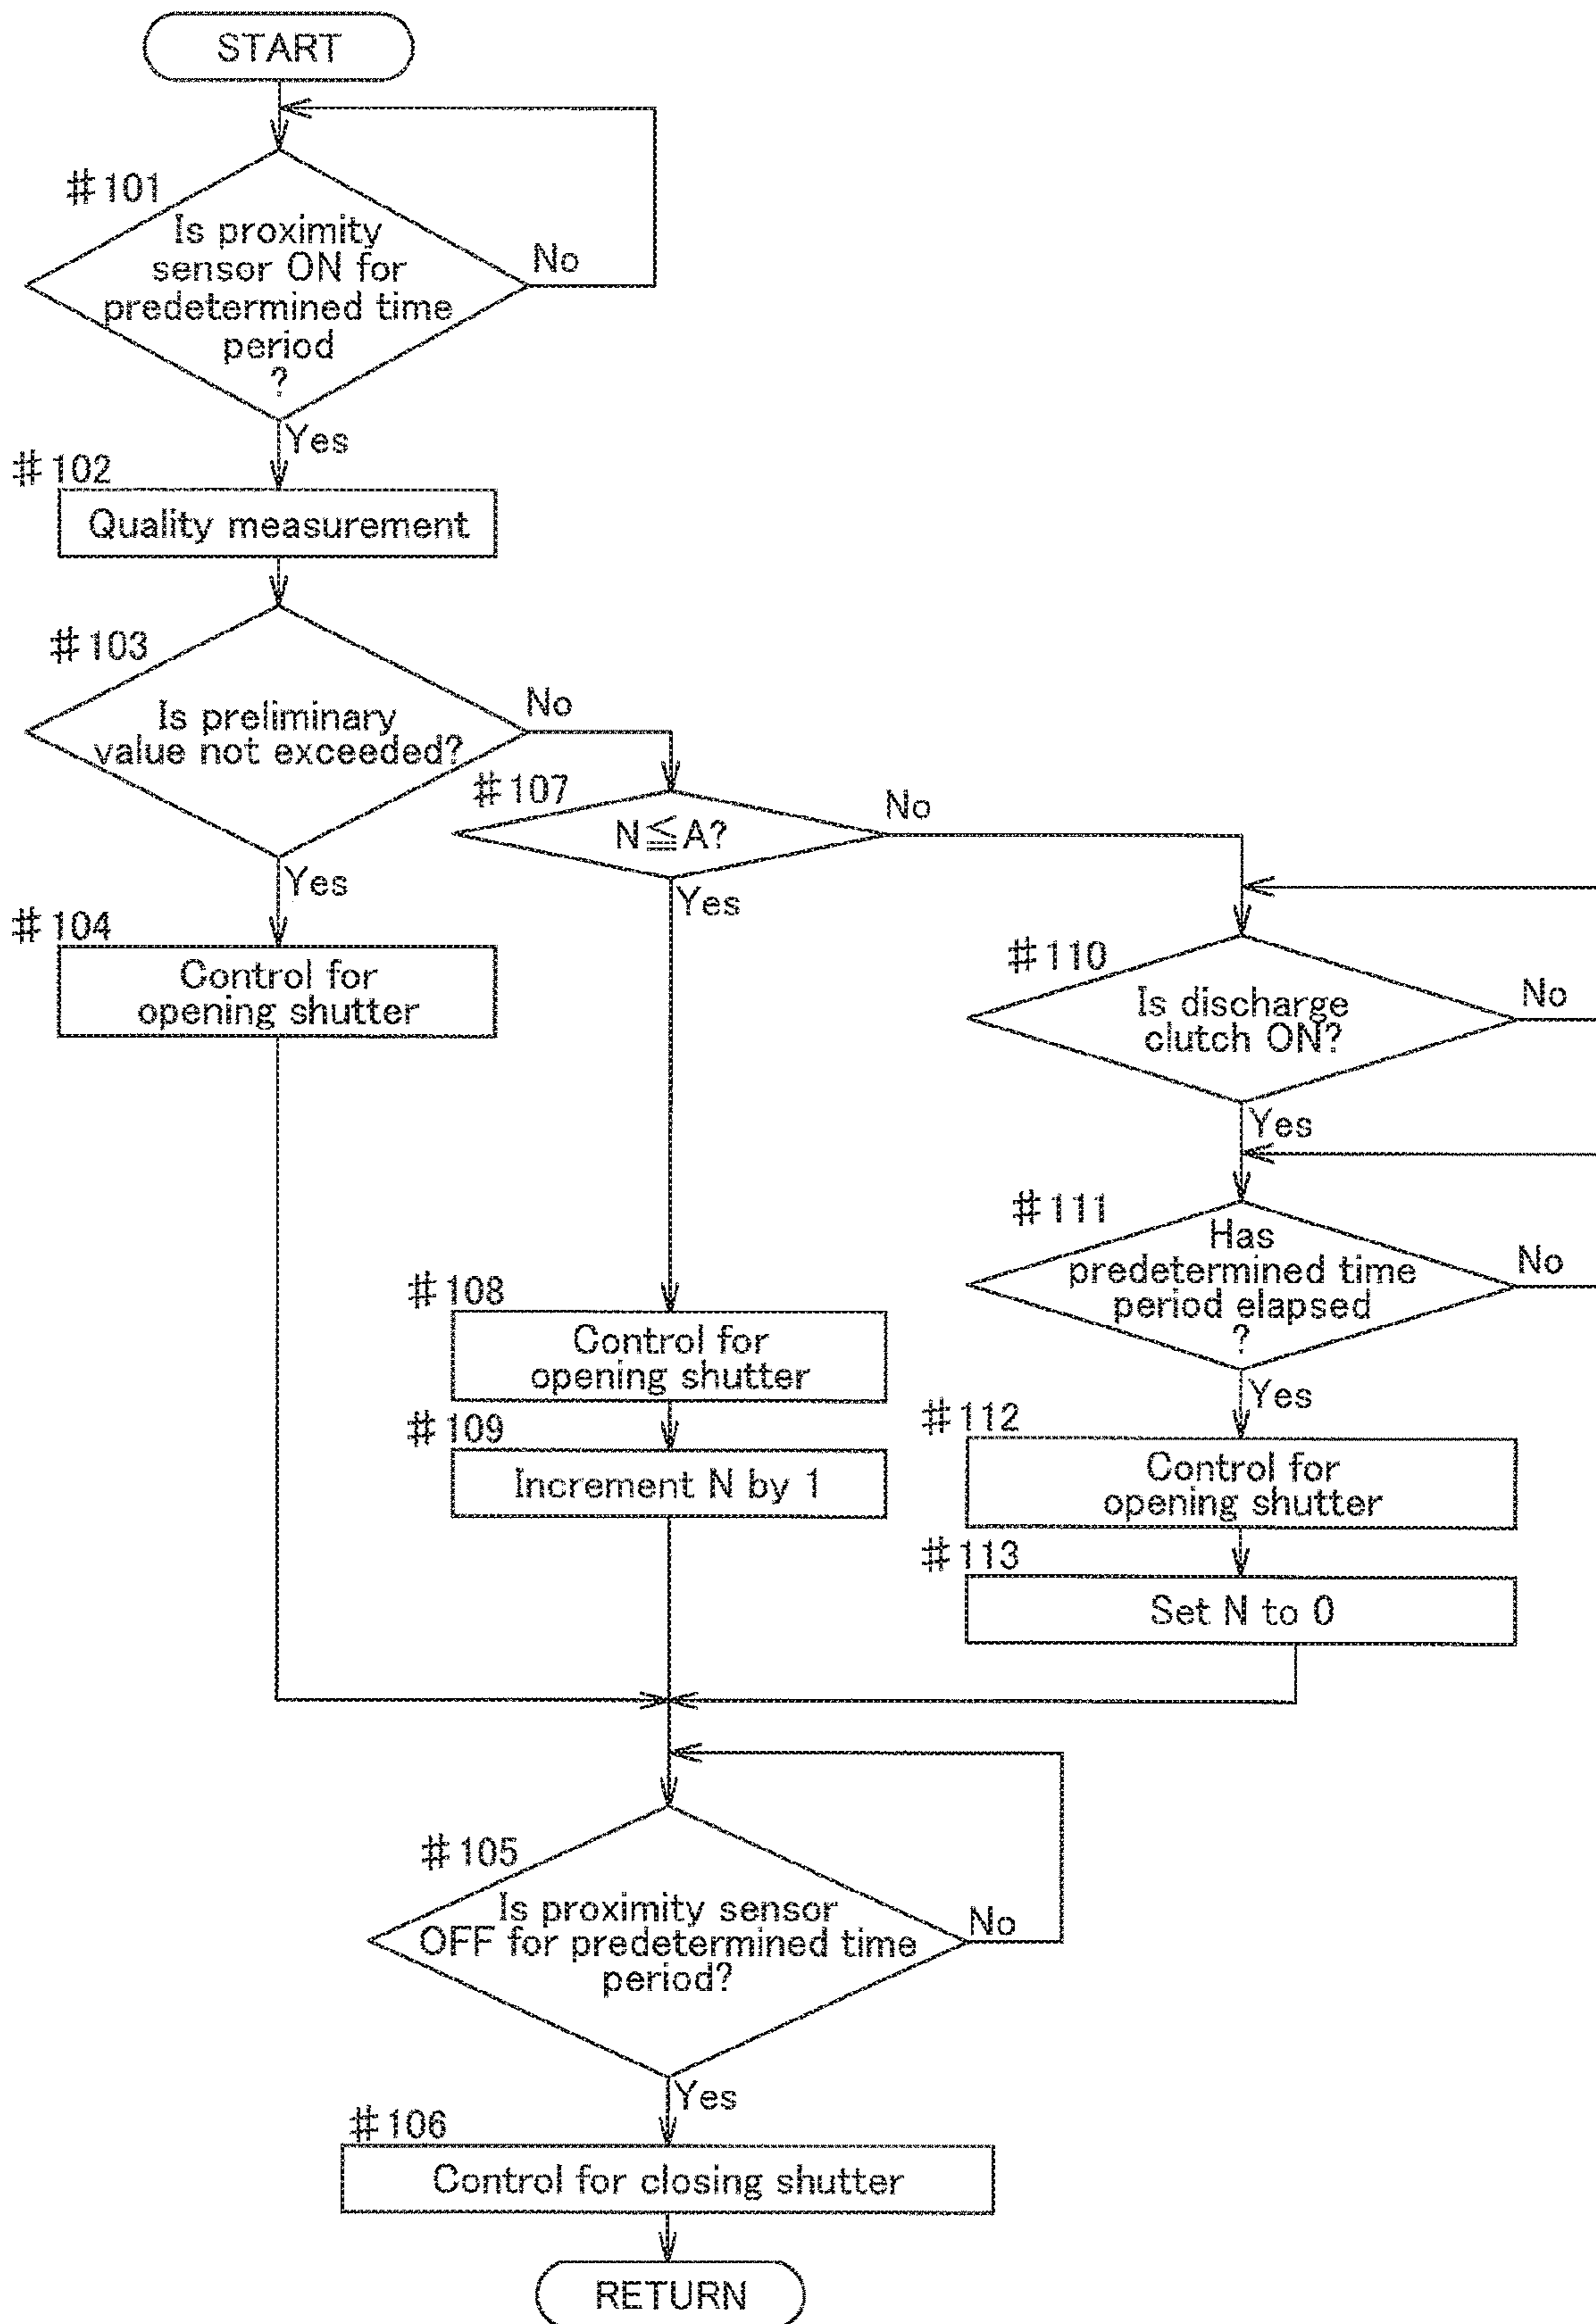 START
#101
Is proximity
sensor ON for
predetermined time
period
?
No
Yes
#102
Quality measurement
#103
Is preliminary
value not exceeded?
No
Yes
#104
Control for
opening shutter
#107
N≦A?
No
Yes
#110
Is discharge
clutch ON?
No
Yes
#111
Has
predetermined time
period elapsed
?
No
Yes
#108
Control for
opening shutter
#109
Increment N by 1
#112
Control for
opening shutter
#113
Set N to 0
#105
Is proximity sensor
OFF for predetermined time
period?
No
Yes
#106
Control for closing shutter
RETURN